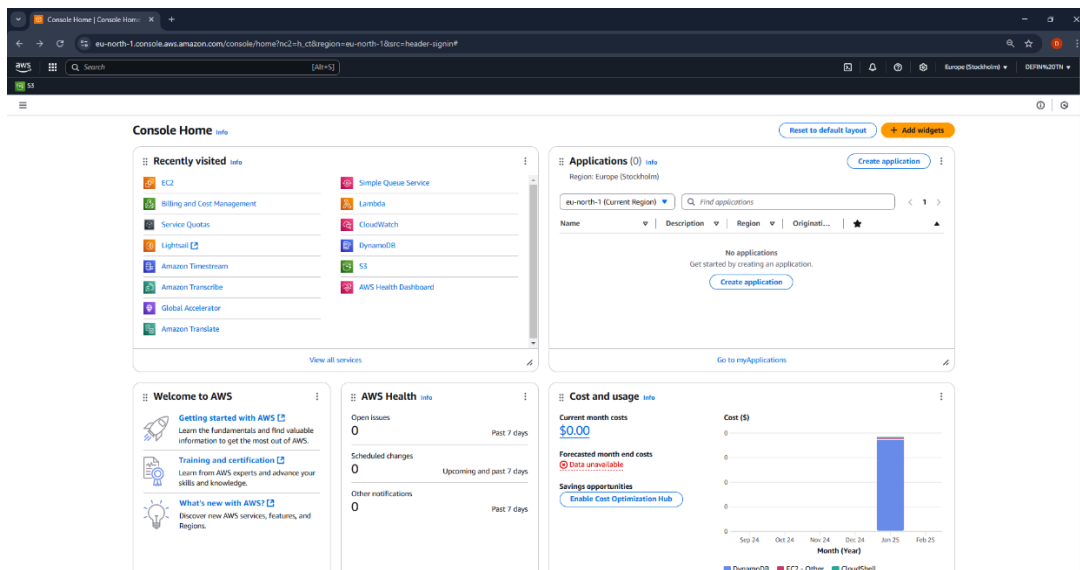 Console Home | Console Home
eu-north-1.console.aws.amazon.com/console/home?nc2=h_ct&region=eu-north-1&src=header-signin#
D
aws
Search
[Alt+S]
Europe (Stockholm)
DEFIN%20TN
S3
Console Home Info
Reset to default layout
+ Add widgets
Recently visited Info
EC2
Billing and Cost Management
Service Quotas
Lightsail
Amazon Timestream
Amazon Transcribe
Global Accelerator
Amazon Translate
Simple Queue Service
Lambda
CloudWatch
DynamoDB
S3
AWS Health Dashboard
View all services
Applications (0) Info
Create application
Region: Europe (Stockholm)
eu-north-1 (Current Region)
Find applications
1
Name
Description
Region
Originati...
No applications
Get started by creating an application.
Create application
Go to myApplications
Welcome to AWS
Getting started with AWS
Learn the fundamentals and find valuable
information to get the most out of AWS.
Training and certification
Learn from AWS experts and advance your
skills and knowledge.
What's new with AWS?
Discover new AWS services, features, and
Regions.
AWS Health Info
Open issues
0
Past 7 days
Scheduled changes
0
Upcoming and past 7 days
Other notifications
0
Past 7 days
Cost and usage Info
Current month costs
$0.00
Forecasted month end costs
Data unavailable
Savings opportunities
Enable Cost Optimization Hub
Cost ($)
0
0
0
0
0
Sep 24 Oct 24 Nov 24 Dec 24 Jan 25 Feb 25
Month (Year)
DynamoDB EC2 - Other CloudShell